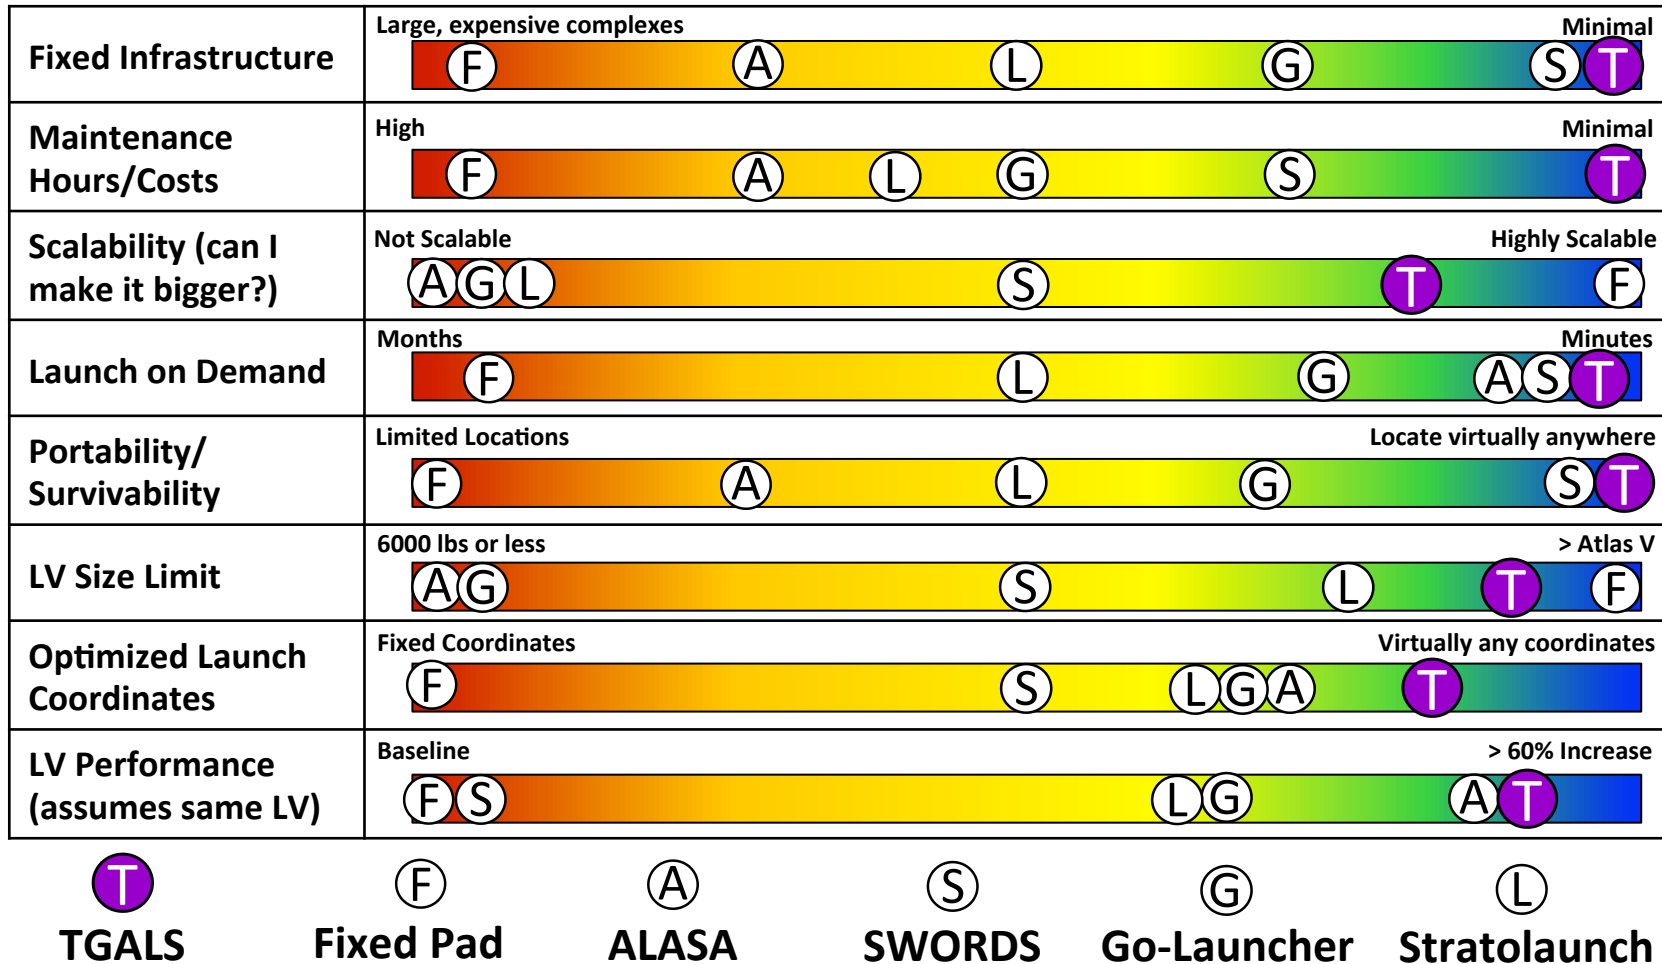 Fixed Infrastructure
Large, expensive complexes
Minimal
F A L G S T
Maintenance
Hours/Costs
High
Minimal
F A L G S T
Scalability (can I
make it bigger?)
Not Scalable
Highly Scalable
A G L S T F
Launch on Demand
Months
Minutes
F L G A S T
Portability/
Survivability
Limited Locations
Locate virtually anywhere
F A L G S T
LV Size Limit
6000 lbs or less
> Atlas V
A G S L T F
Optimized Launch
Coordinates
Fixed Coordinates
Virtually any coordinates
F S L G A T
LV Performance
(assumes same LV)
Baseline
> 60% Increase
F S L G A T
T F A S G L
TGALS Fixed Pad ALASA SWORDS Go-Launcher Stratolaunch